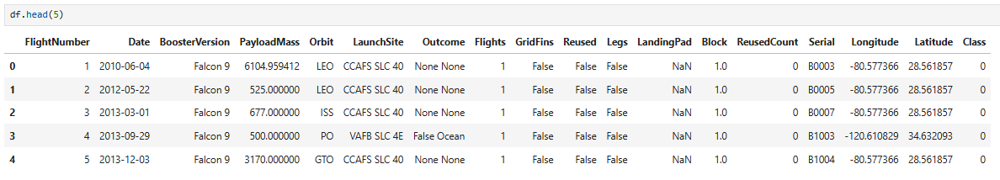 df.head(5)
FlightNumber Date BoosterVersion PayloadMass Orbit LaunchSite Outcome Flights GridFins Reused Legs LandingPad Block ReusedCount Serial Longitude Latitude Class
0 1 2010-06-04 Falcon 9 6104.959412 LEO CCAFS SLC 40 None None 1 False False False NaN 1.0 0 B0003 -80.577366 28.561857 0
1 2 2012-05-22 Falcon 9 525.000000 LEO CCAFS SLC 40 None None 1 False False False NaN 1.0 0 B0005 -80.577366 28.561857 0
2 3 2013-03-01 Falcon 9 677.000000 ISS CCAFS SLC 40 None None 1 False False False NaN 1.0 0 B0007 -80.577366 28.561857 0
3 4 2013-09-29 Falcon 9 500.000000 PO VAFB SLC 4E False Ocean 1 False False False NaN 1.0 0 B1003 -120.610829 34.632093 0
4 5 2013-12-03 Falcon 9 3170.000000 GTO CCAFS SLC 40 None None 1 False False False NaN 1.0 0 B1004 -80.577366 28.561857 0